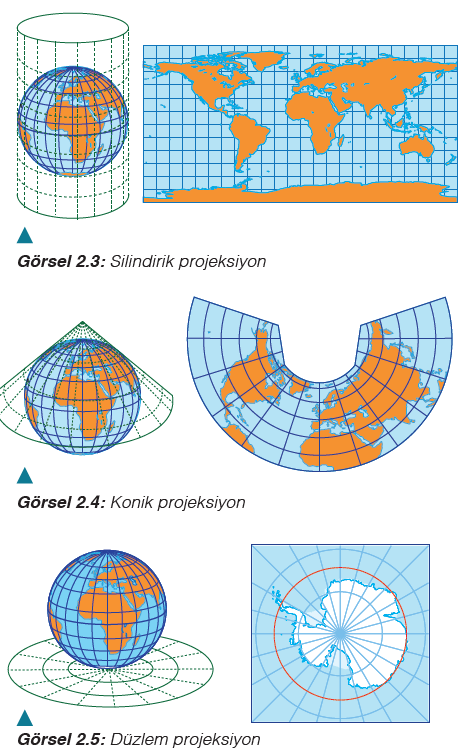 Görsel 2.3: Silindirik projeksiyon
Görsel 2.4: Konik projeksiyon
Görsel 2.5: Düzlem projeksiyon